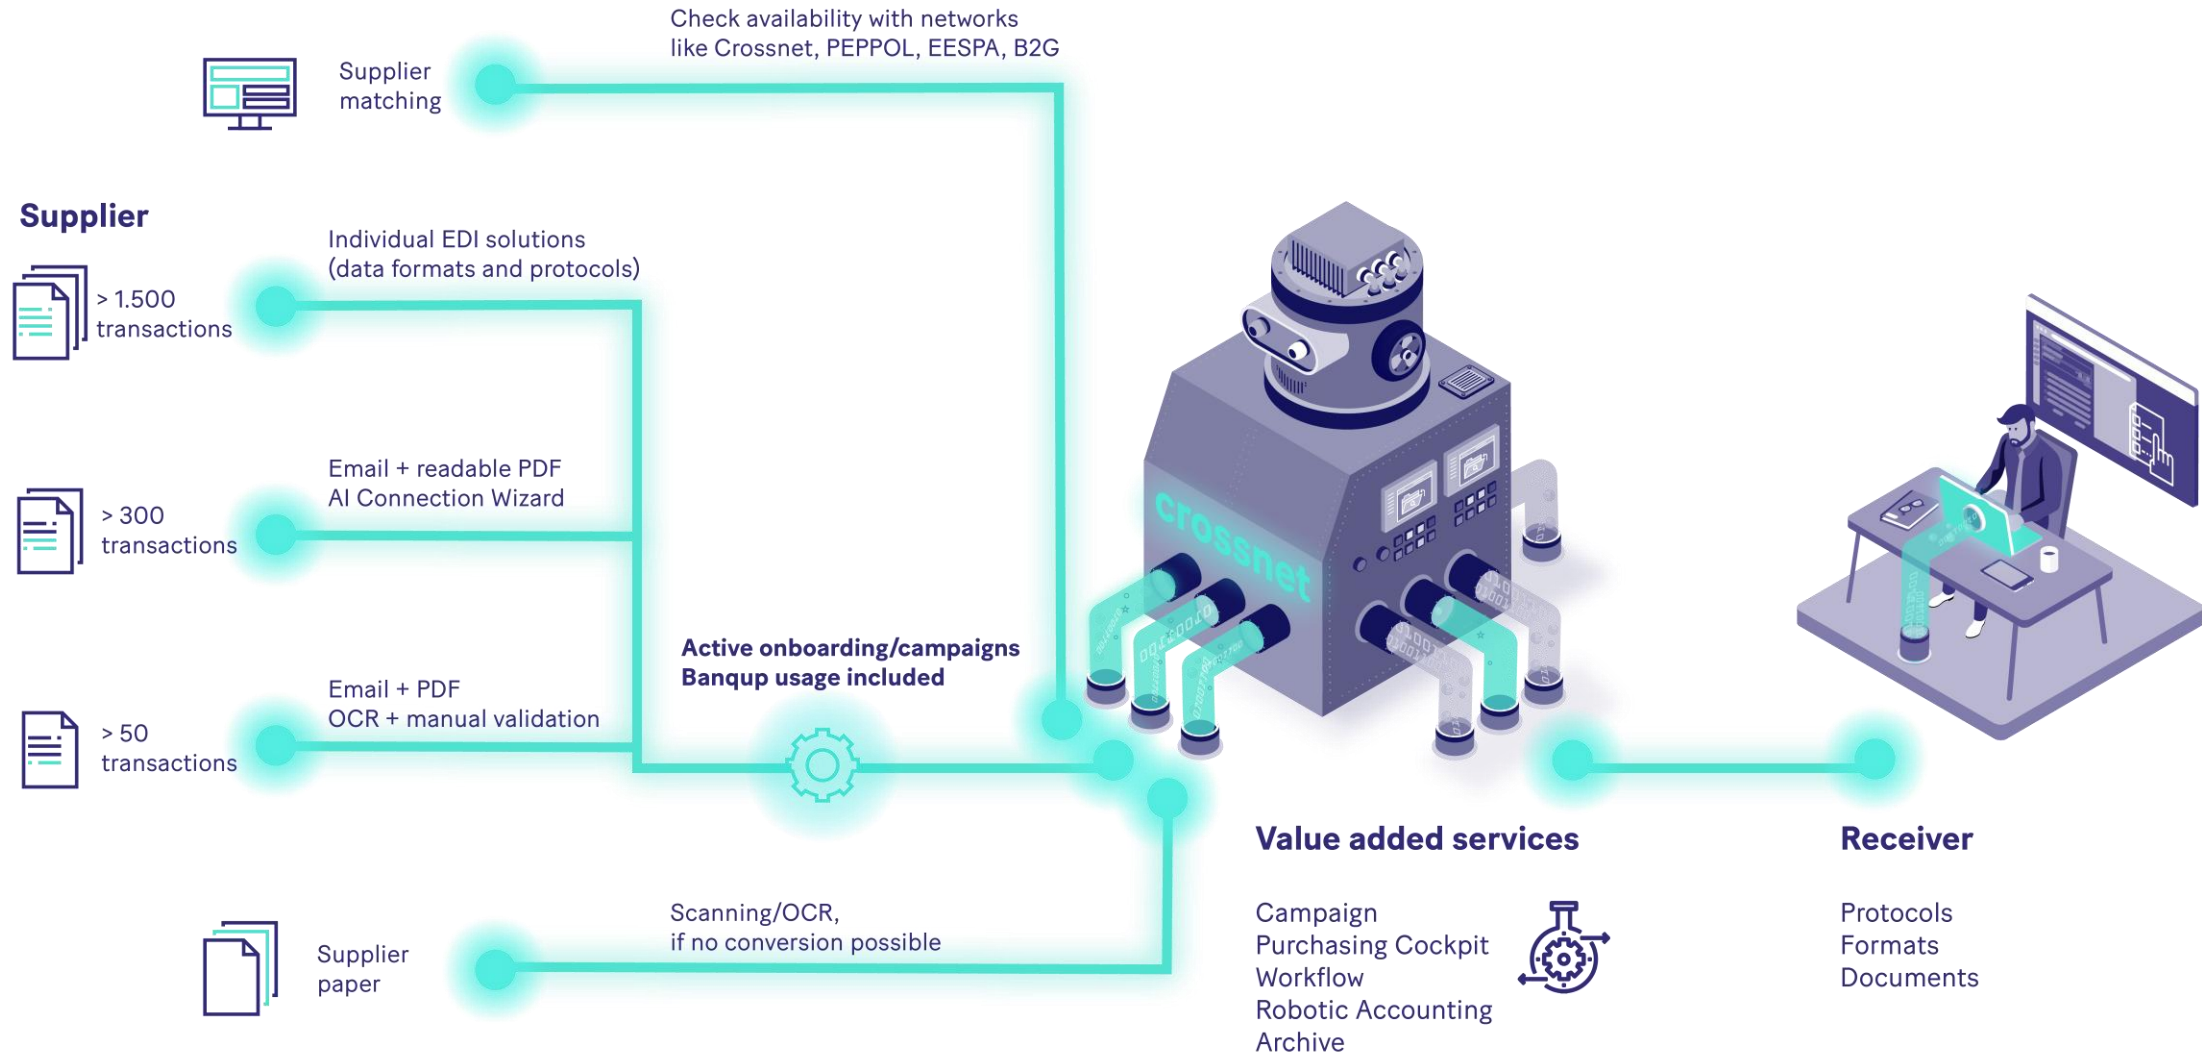 Check availability with networks
like Crossnet, PEPPOL, EESPA, B2G
Supplier
matching
Supplier
Individual EDI solutions
(data formats and protocols)
> 1.500
transactions
Email + readable PDF
AI Connection Wizard
> 300
transactions
crossnet
Active onboarding/campaigns
Banqup usage included
Email + PDF
OCR + manual validation
> 50
transactions
Scanning/OCR,
if no conversion possible
Supplier
paper
Value added services
Campaign
Purchasing Cockpit
Workflow
Robotic Accounting
Archive
Receiver
Protocols
Formats
Documents